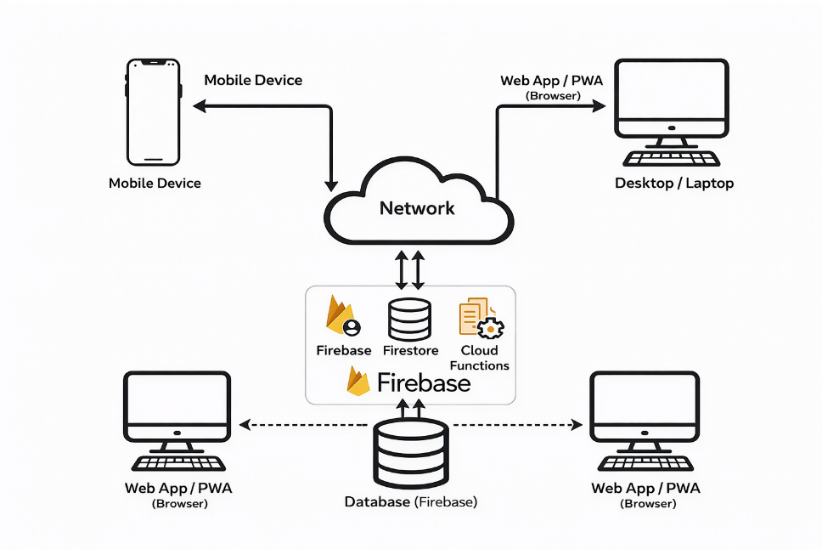 Mobile Device
Web App / PWA
(Browser)
Mobile Device
Desktop / Laptop
Network
Firebase
Firestore
Cloud
Functions
Firebase
Web App / PWA
(Browser)
Database (Firebase)
Web App / PWA
(Browser)